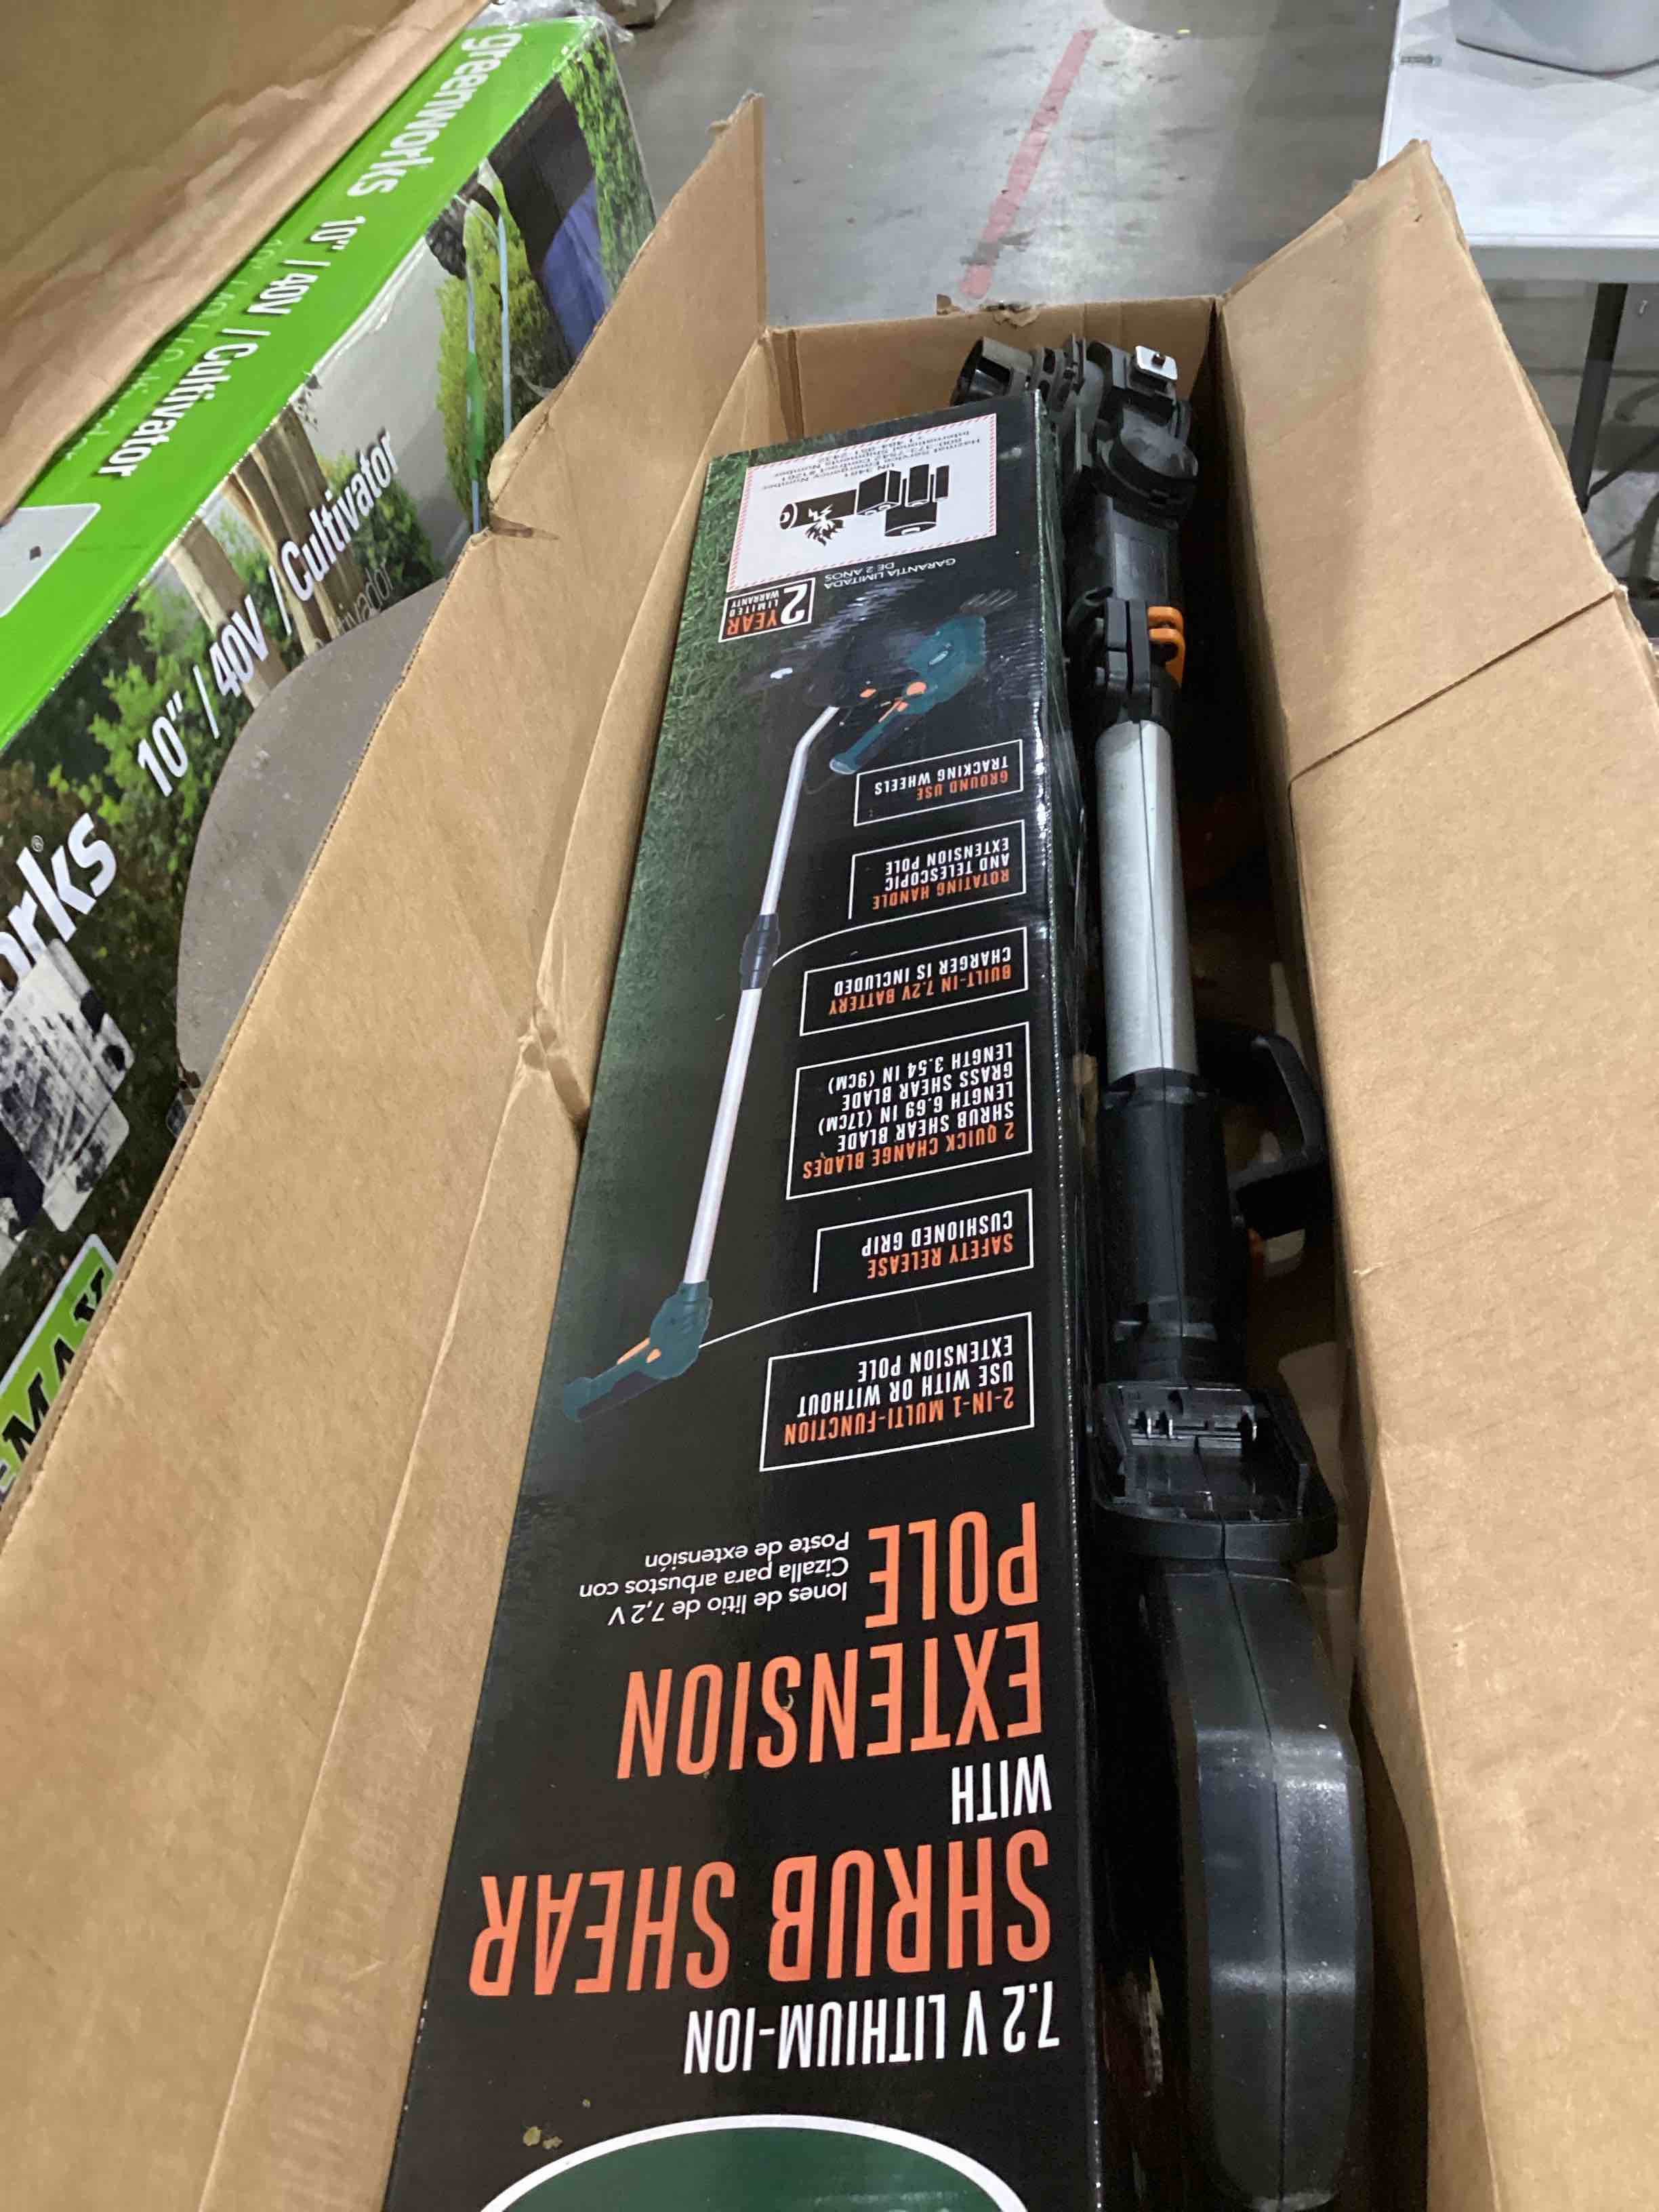 7.2 V LITHIUM-ION
SHRUB SHEAR
WITH
EXTENSION
POLE
Iones de litio de 7,2 V
Cizalla para arbustos con
Poste de extensión
2-IN-1 MULTI-FUNCTION
USE WITH OR WITHOUT
EXTENSION POLE
SAFETY RELEASE
CUSHIONED GRIP
2 QUICK CHANGE BLADES
SHRUB SHEAR BLADE
LENGTH 6.69 IN (17CM)
GRASS SHEAR BLADE
LENGTH 3.54 IN (9CM)
BUILT-IN 7.2V BATTERY
CHARGER IS INCLUDED
ROTATING HANDLE
AND TELESCOPIC
EXTENSION POLE
GROUND USE
TRACKING WHEELS
2 YEAR
LIMITED
WARRANTY
GARANTÍA LIMITADA
DE 2 AÑOS
UN 3481
greenworks 10" / 40V / Cultivator
10" / 40V / Cultivator
orks®